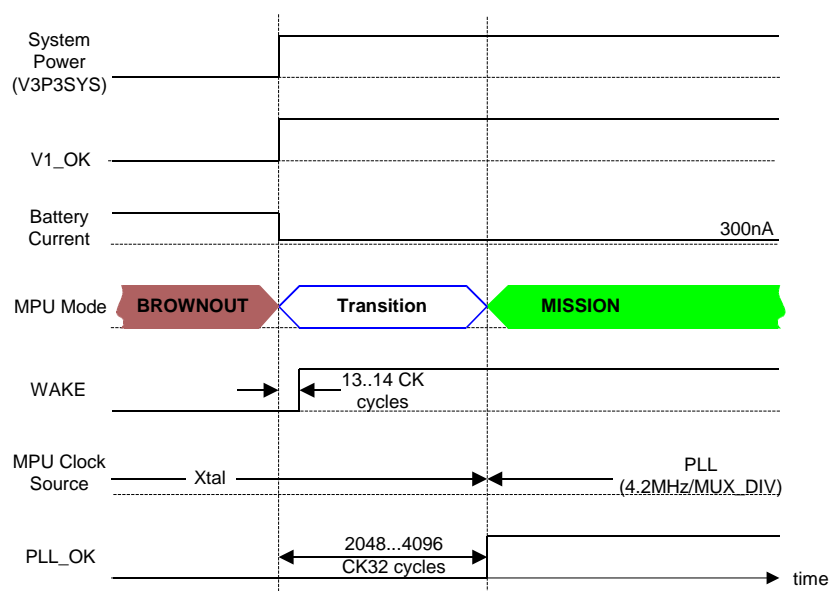 System
Power
(V3P3SYS)
V1_OK
Battery
Current
300nA
MPU Mode
BROWNOUT
Transition
MISSION
WAKE
13..14 CK
cycles
MPU Clock
Source
Xtal
PLL
(4.2MHz/MUX_DIV)
PLL_OK
2048...4096
CK32 cycles
time